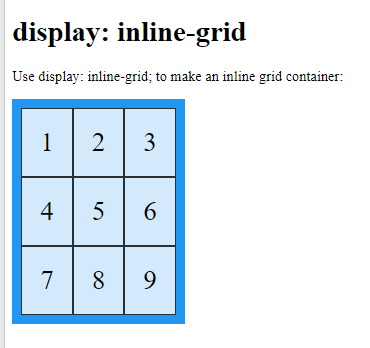 display: inline-grid
Use display: inline-grid; to make an inline grid container:
1 2 3
4 5 6
7 8 9